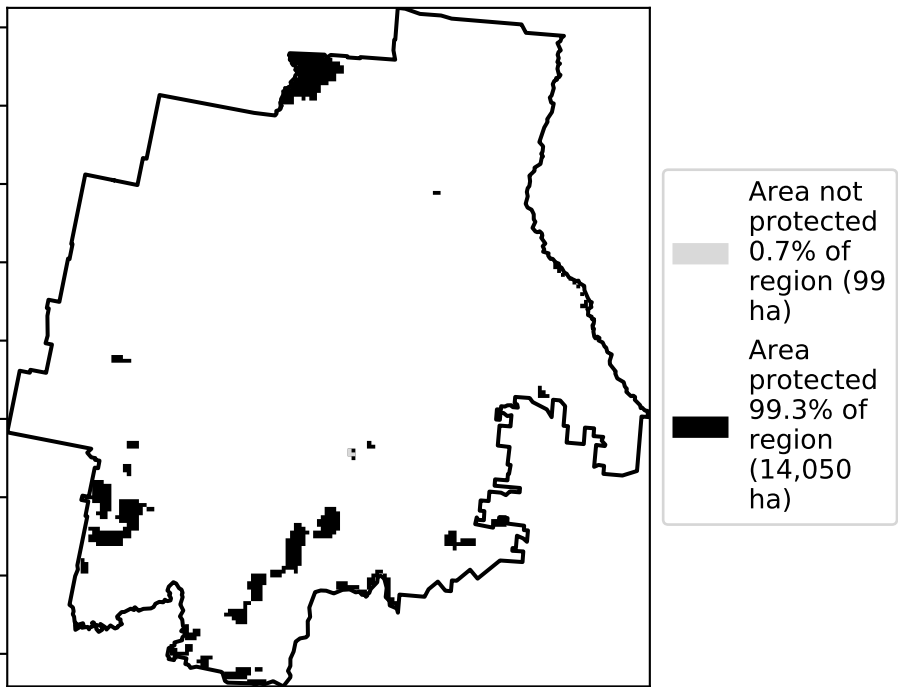 Area not
protected
0.7% of
region (99
ha)
Area
protected
99.3% of
region
(14,050
ha)